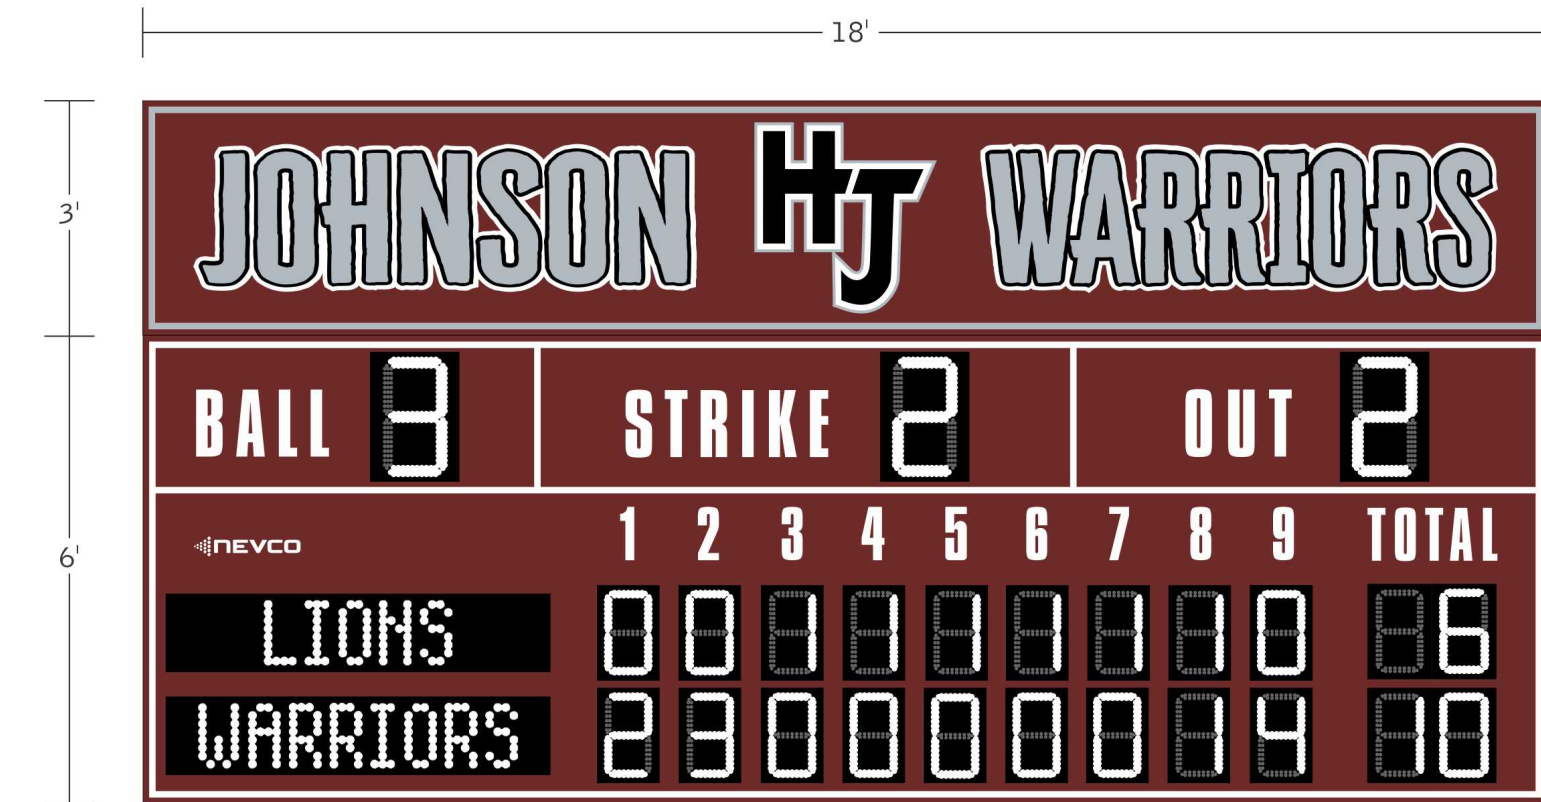 18'
3'
JOHNSON HJ WARRIORS
BALL 3 STRIKE 2 OUT 2
6'
NEVCO 1 2 3 4 5 6 7 8 9 TOTAL
LIONS 0 0 1 1 1 1 1 1 0 6
WARRIORS 2 3 0 0 0 0 0 1 4 10